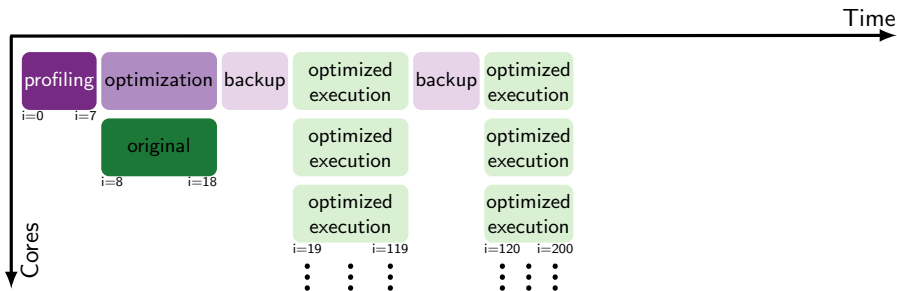 Time
profiling
optimization
backup
optimized
execution
backup
optimized
execution
i=0
i=7
original
optimized
execution
optimized
execution
i=8
i=18
optimized
execution
optimized
execution
i=19
i=119
i=120
i=200
Cores